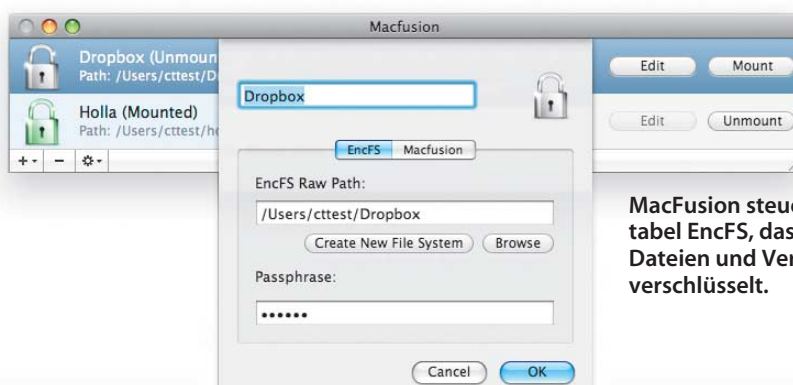 Macfusion
Dropbox (Unmoun
Path: /Users/cttest/D
Edit
Mount
Holla (Mounted)
Path: /Users/cttest/ho
Edit
Unmount
Dropbox
EncFS
Macfusion
EncFS Raw Path:
/Users/cttest/Dropbox
Create New File System
Browse
Passphrase:
••••••
Cancel
OK
MacFusion steue
tabel EncFS, das
Dateien und Ver
verschlüsselt.